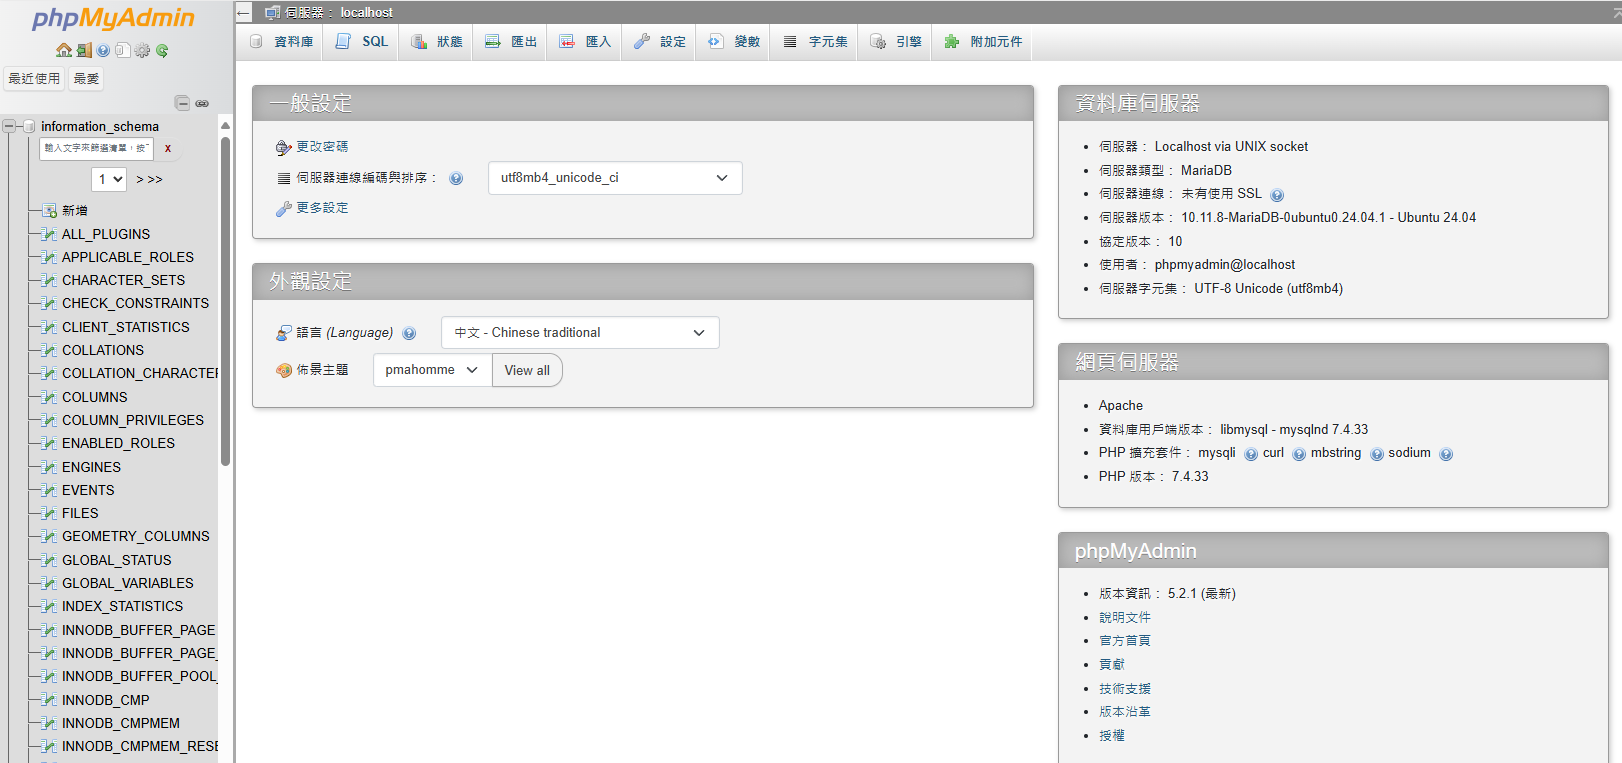 phpMyAdmin
最近使用 最愛
information_schema
輸入文字來篩選清單，按 X
1 > >>
新增
ALL_PLUGINS
APPLICABLE_ROLES
CHARACTER_SETS
CHECK_CONSTRAINTS
CLIENT_STATISTICS
COLLATIONS
COLLATION_CHARACTER
COLUMNS
COLUMN_PRIVILEGES
ENABLED_ROLES
ENGINES
EVENTS
FILES
GEOMETRY_COLUMNS
GLOBAL_STATUS
GLOBAL_VARIABLES
INDEX_STATISTICS
INNODB_BUFFER_PAGE
INNODB_BUFFER_PAGE_
INNODB_BUFFER_POOL_
INNODB_CMP
INNODB_CMPMEM
INNODB_CMPMEM_RESE
伺服器： localhost
資料庫 SQL 狀態 匯出 匯入 設定 變數 字元集 引擎 附加元件
一般設定
更改密碼
伺服器連線編碼與排序： utf8mb4_unicode_ci
更多設定
外觀設定
語言 (Language) 中文 - Chinese traditional
佈景主題 pmahomme View all
資料庫伺服器
伺服器： Localhost via UNIX socket
伺服器類型： MariaDB
伺服器連線： 未有使用 SSL
伺服器版本： 10.11.8-MariaDB-0ubuntu0.24.04.1 - Ubuntu 24.04
協定版本： 10
使用者： phpmyadmin@localhost
伺服器字元集： UTF-8 Unicode (utf8mb4)
網頁伺服器
Apache
資料庫用戶端版本： libmysql - mysqlnd 7.4.33
PHP 擴充套件： mysqli curl mbstring sodium
PHP 版本： 7.4.33
phpMyAdmin
版本資訊： 5.2.1 (最新)
說明文件
官方首頁
貢獻
技術支援
版本沿革
授權